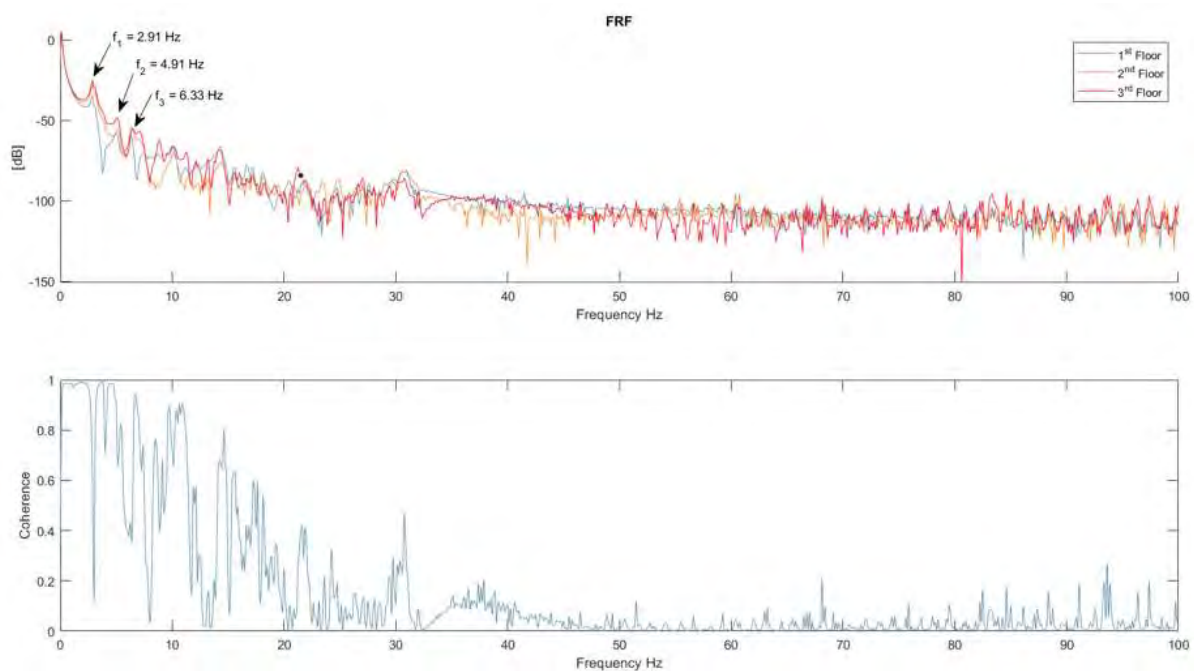 FRF
f1 = 2.91 Hz
f2 = 4.91 Hz
f3 = 6.33 Hz
1st Floor
2nd Floor
3rd Floor
[dB]
0
-50
-100
-150
0 10 20 30 40 50 60 70 80 90 100
Frequency Hz
Coherence
1
0.8
0.6
0.4
0.2
0
0 10 20 30 40 50 60 70 80 90 100
Frequency Hz